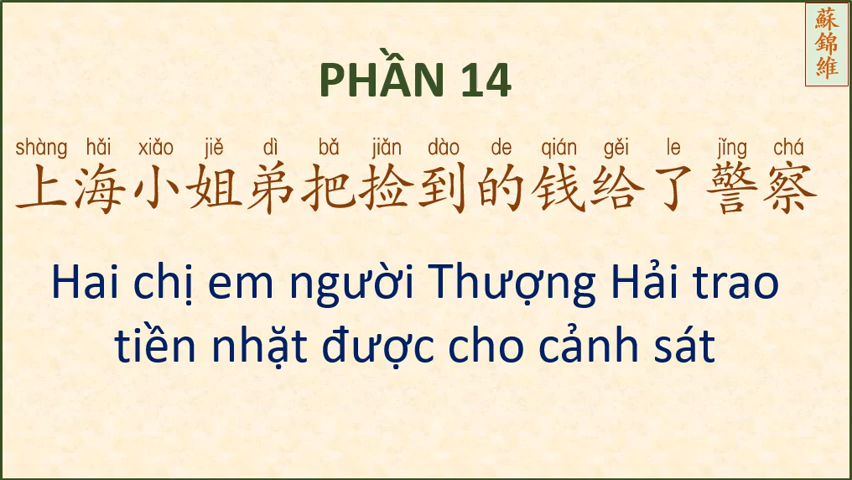 蘇錦維
PHẦN 14
shàng hǎi xiǎo jiě dì bǎ jiǎn dào de qián gěi le jǐng chá
上海小姐弟把捡到的钱给了警察
Hai chị em người Thượng Hải trao
tiền nhặt được cho cảnh sát